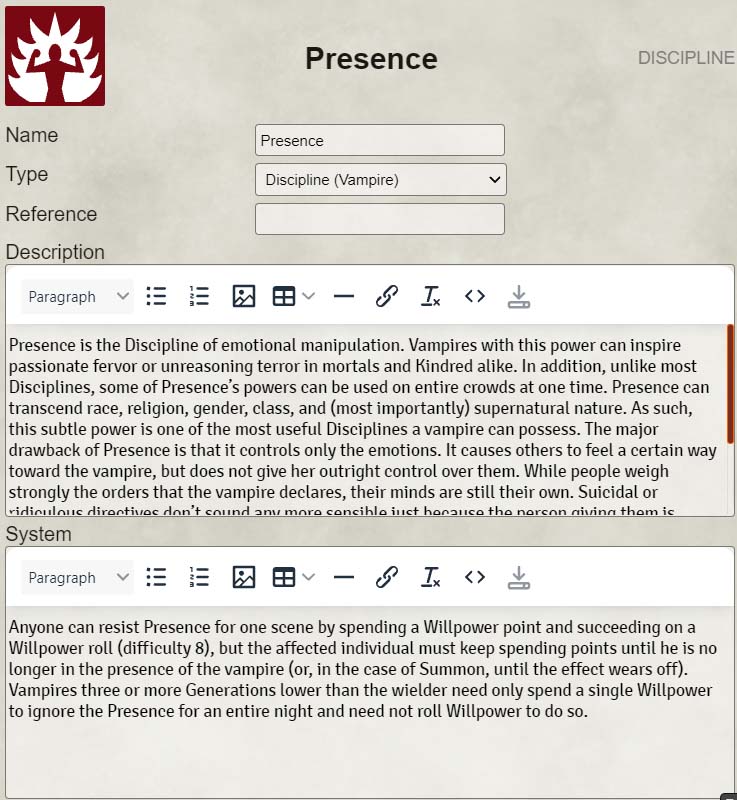 Presence
DISCIPLINE
Name
Presence
Type
Discipline (Vampire)
Reference
Description
Paragraph
Presence is the Discipline of emotional manipulation. Vampires with this power can inspire
passionate fervor or unreasoning terror in mortals and Kindred alike. In addition, unlike most
Disciplines, some of Presence’s powers can be used on entire crowds at one time. Presence can
transcend race, religion, gender, class, and (most importantly) supernatural nature. As such,
this subtle power is one of the most useful Disciplines a vampire can possess. The major
drawback of Presence is that it controls only the emotions. It causes others to feel a certain way
toward the vampire, but does not give her outright control over them. While people weigh
strongly the orders that the vampire declares, their minds are still their own. Suicidal or
ridiculous directives don’t sound any more sensible just because the person giving them is
System
Paragraph
Anyone can resist Presence for one scene by spending a Willpower point and succeeding on a
Willpower roll (difficulty 8), but the affected individual must keep spending points until he is no
longer in the presence of the vampire (or, in the case of Summon, until the effect wears off).
Vampires three or more Generations lower than the wielder need only spend a single Willpower
to ignore the Presence for an entire night and need not roll Willpower to do so.